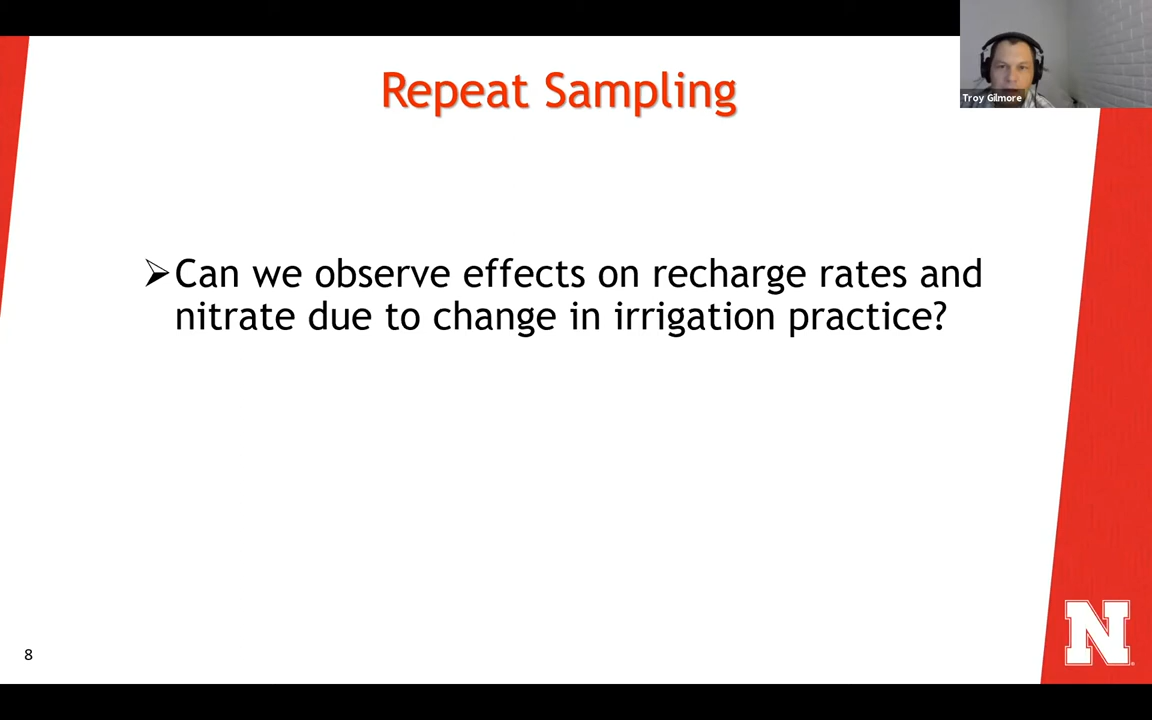 Repeat Sampling
Troy Gilmore
➢Can we observe effects on recharge rates and
nitrate due to change in irrigation practice?
8
N